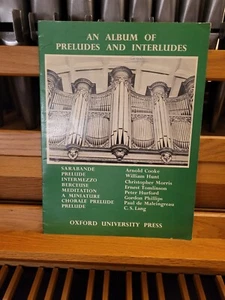 AN ALBUM OF
PRELUDES AND INTERLUDES
SARABANDE Arnold Cooke
PRELUDE William Hunt
INTERMEZZO Christopher Morris
BERCEUSE Ernest Tomlinson
MEDITATION Peter Hurford
A MINIATURE Gordon Phillips
CHORALE PRELUDE Paul de Maleingreau
PRELUDE C. S. Lang
OXFORD UNIVERSITY PRESS